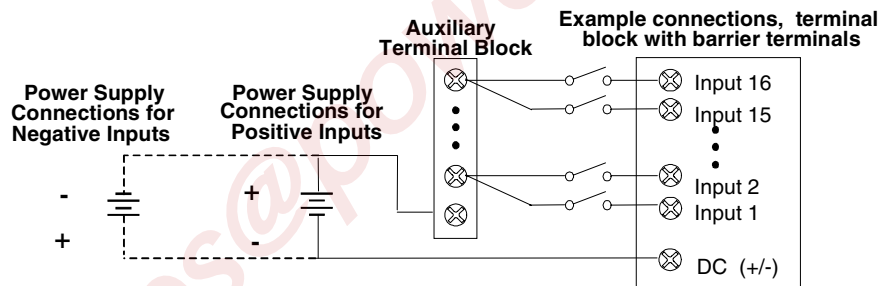 Auxiliary
Terminal Block
Example connections, terminal
block with barrier terminals
Power Supply
Connections for
Negative Inputs
Power Supply
Connections for
Positive Inputs
Input 16
Input 15
Input 2
Input 1
DC (+/-)
-
+
+
-